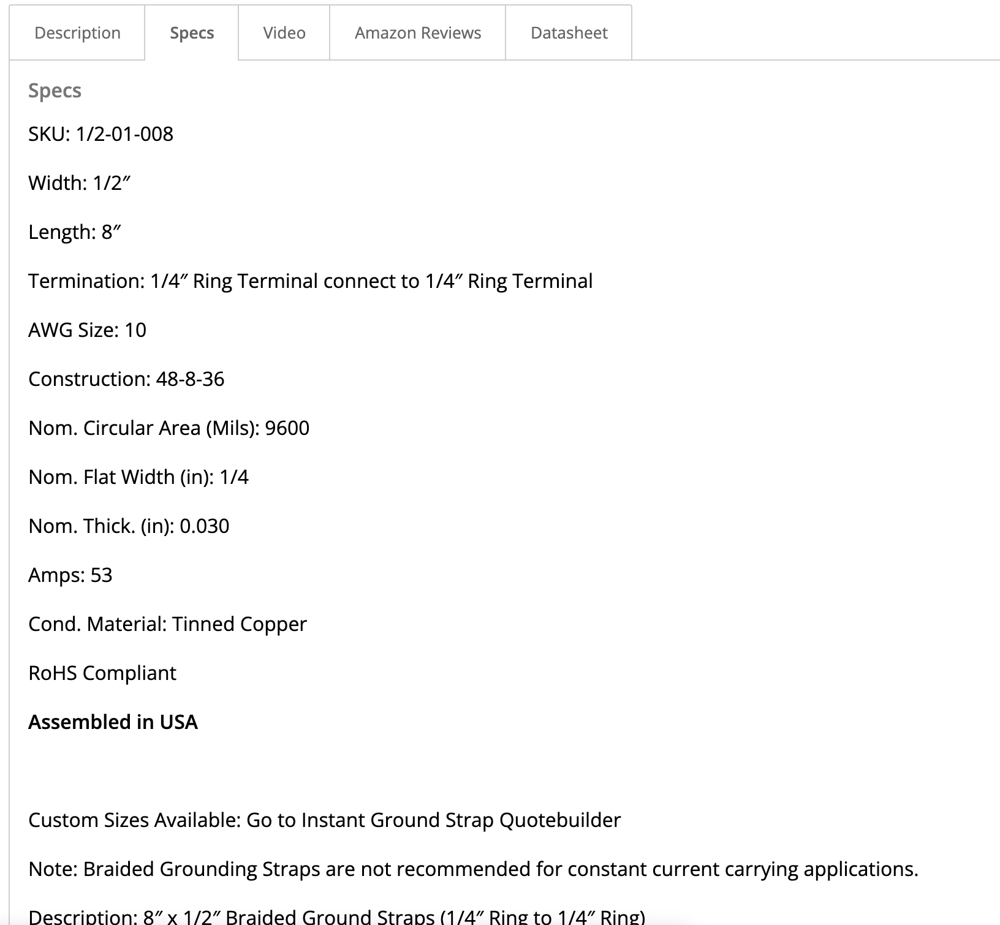 Description
Specs
Video
Amazon Reviews
Datasheet
Specs
SKU: 1/2-01-008
Width: 1/2″
Length: 8″
Termination: 1/4″ Ring Terminal connect to 1/4″ Ring Terminal
AWG Size: 10
Construction: 48-8-36
Nom. Circular Area (Mils): 9600
Nom. Flat Width (in): 1/4
Nom. Thick. (in): 0.030
Amps: 53
Cond. Material: Tinned Copper
RoHS Compliant
Assembled in USA
Custom Sizes Available: Go to Instant Ground Strap Quotebuilder
Note: Braided Grounding Straps are not recommended for constant current carrying applications.
Description: 8″ x 1/2″ Braided Ground Straps (1/4″ Ring to 1/4″ Ring)